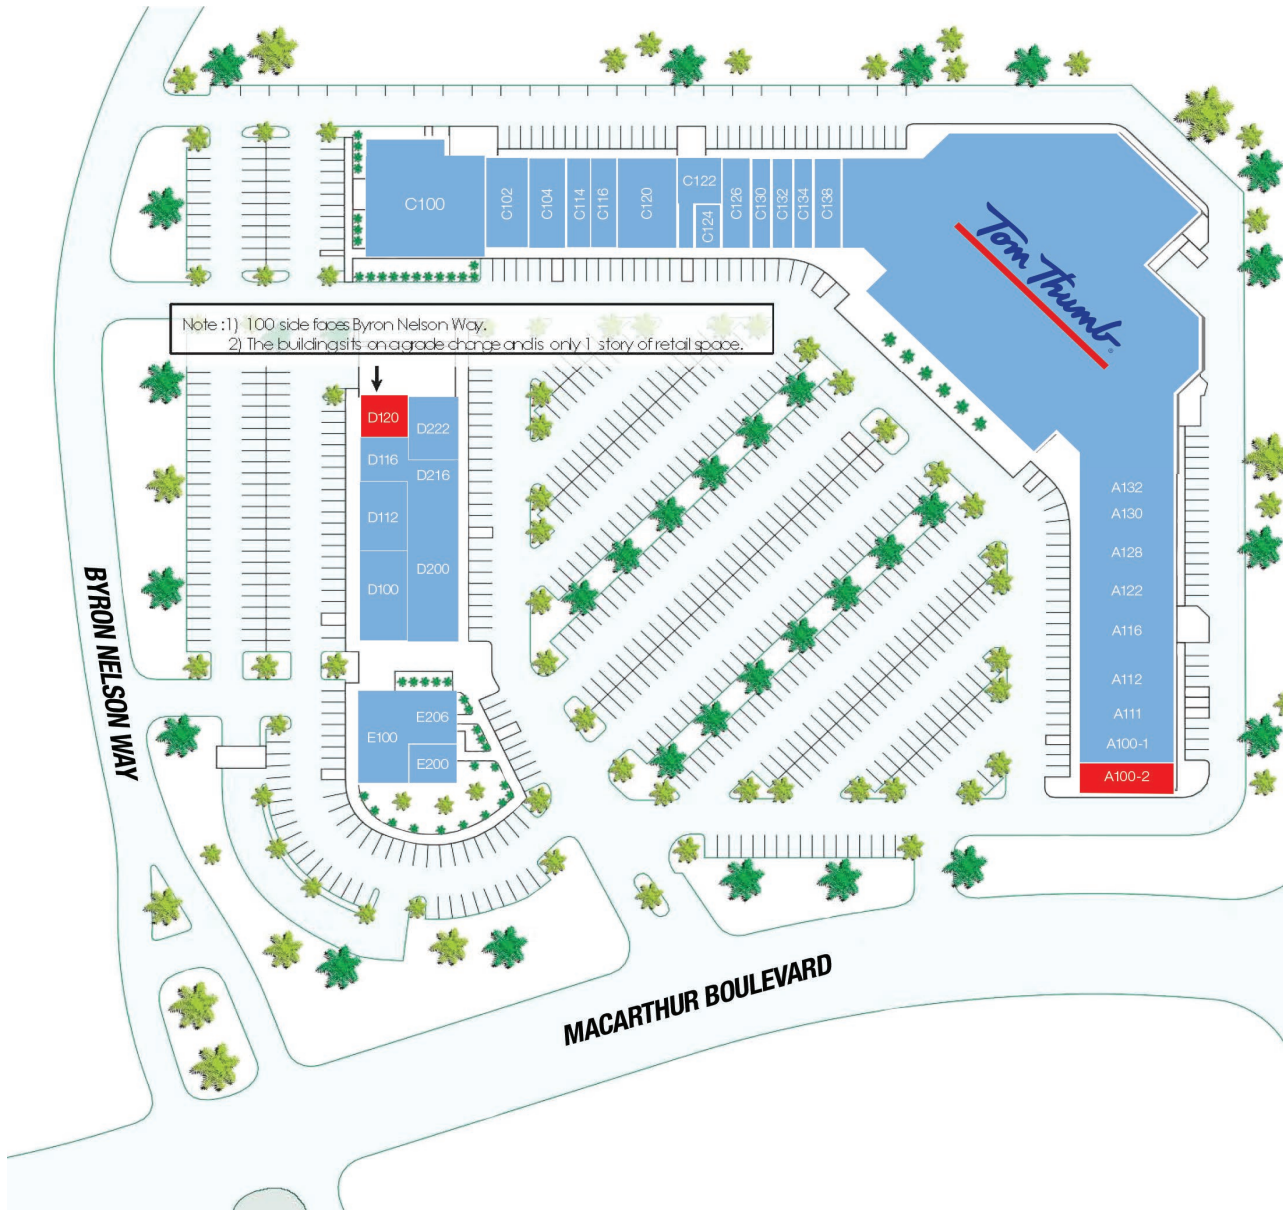 C100
C102
C104
C114
C116
C120
C122
C124
C126
C130
C132
C134
C138
Tom Thumb
®
Note :1) 100 side faces Byron Nelson Way.
2) The building sits on a grade change and is only 1 story of retail space.
D120
D222
D116
D216
D112
D200
D100
E206
E100
E200
A132
A130
A128
A122
A116
A112
A111
A100-1
A100-2
BYRON NELSON WAY
MACARTHUR BOULEVARD